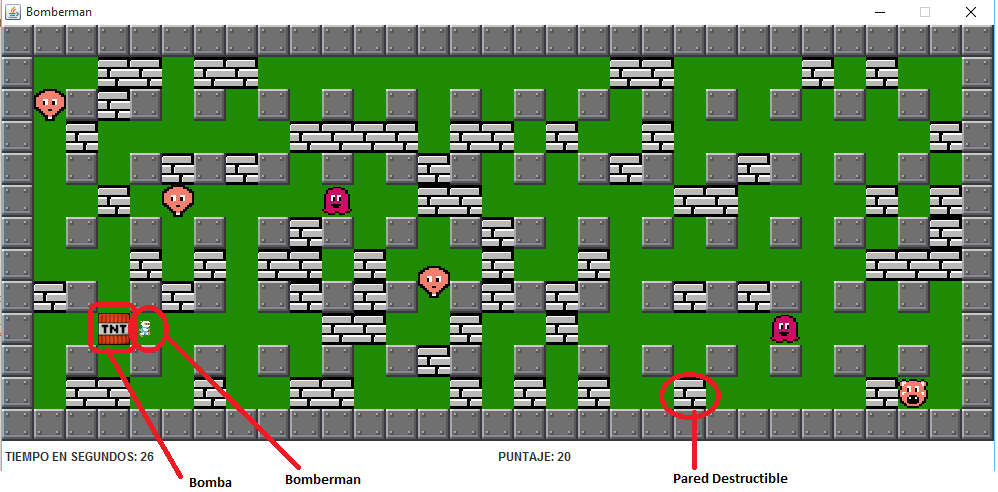 Bomberman
TNT
TIEMPO EN SEGUNDOS: 26
PUNTAJE: 20
Bomba
Bomberman
Pared Destructible